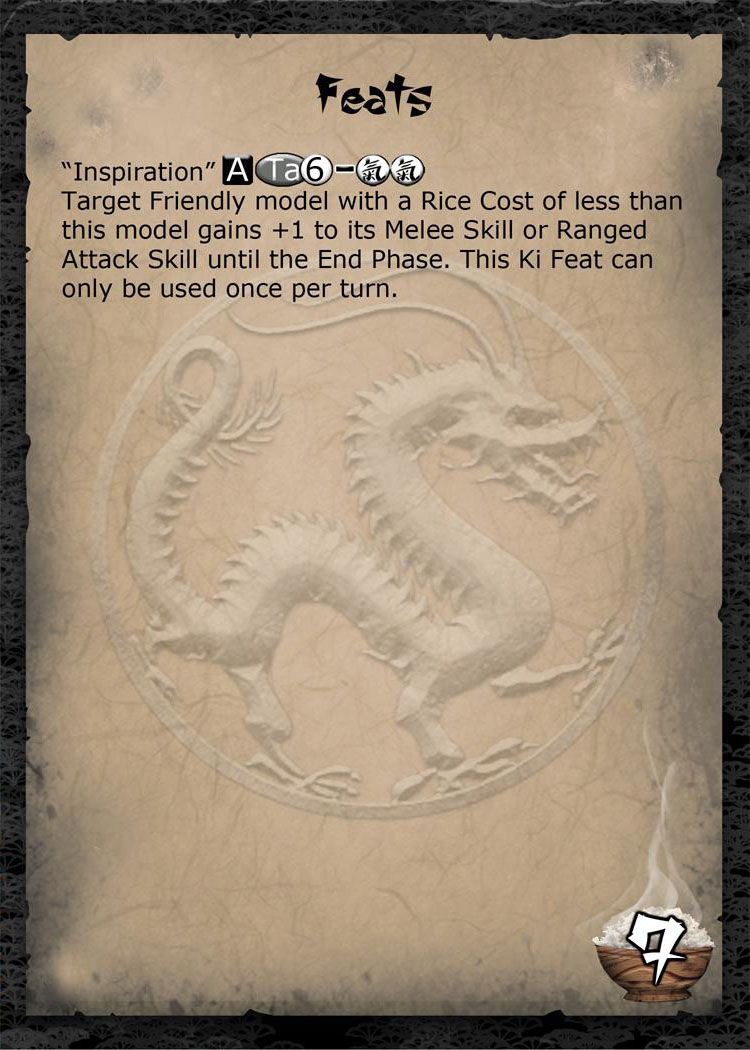 Feats
“Inspiration” A Ta6-氣氣
Target Friendly model with a Rice Cost of less than
this model gains +1 to its Melee Skill or Ranged
Attack Skill until the End Phase. This Ki Feat can
only be used once per turn.
7